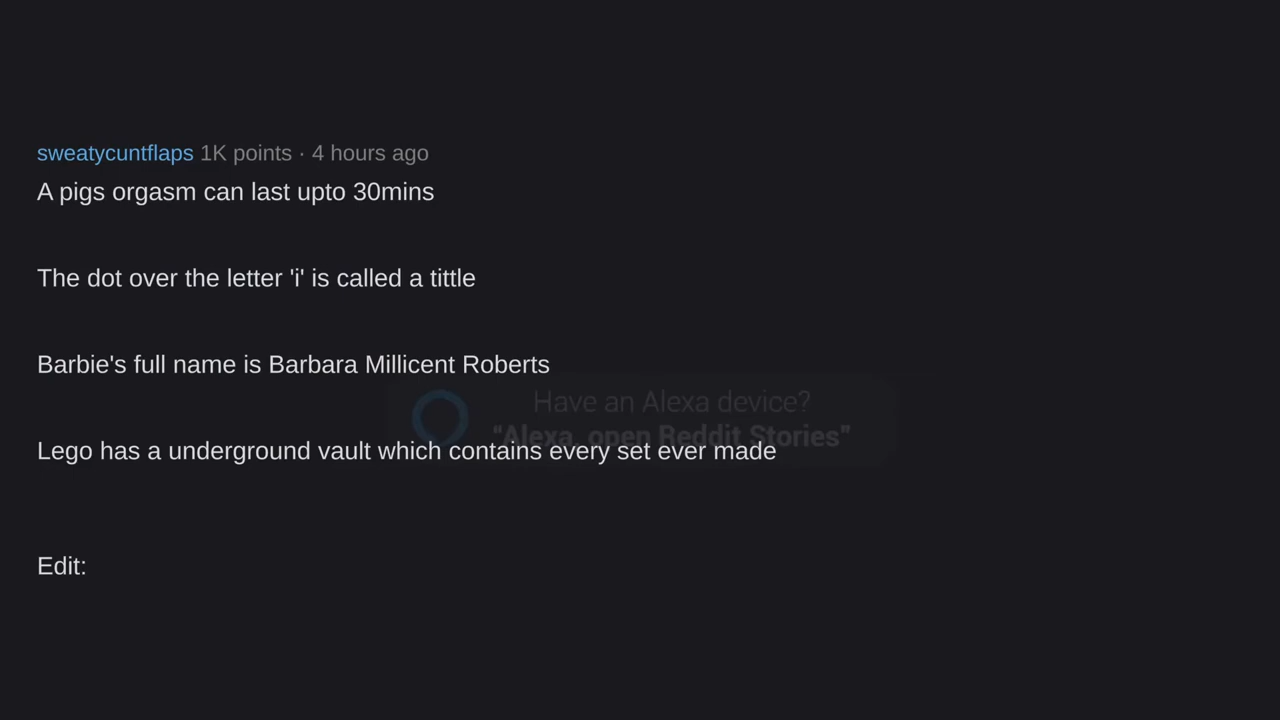 sweatycuntflaps 1K points · 4 hours ago
A pigs orgasm can last upto 30mins
The dot over the letter 'i' is called a tittle
Barbie's full name is Barbara Millicent Roberts
Have an Alexa device?
“Alexa, open Reddit Stories”
Lego has a underground vault which contains every set ever made
Edit: